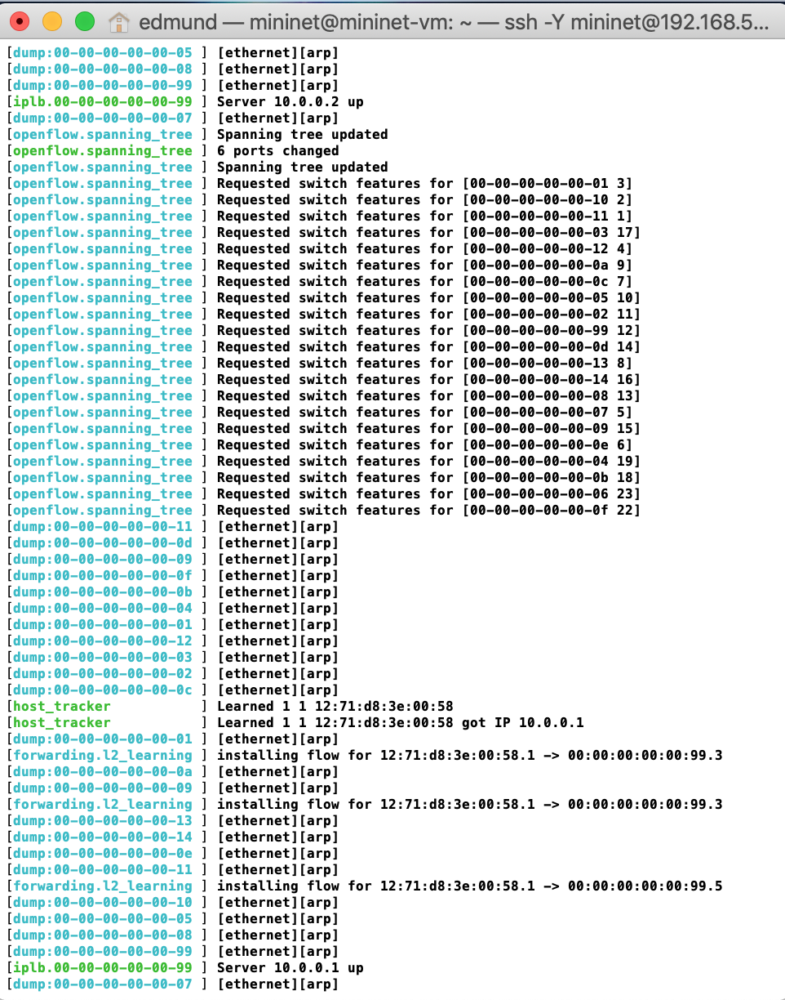 edmund — mininet@mininet-vm: ~ — ssh -Y mininet@192.168.5...
[dump:00-00-00-00-00-05 ] [ethernet][arp]
[dump:00-00-00-00-00-08 ] [ethernet][arp]
[dump:00-00-00-00-00-99 ] [ethernet][arp]
[iplb.00-00-00-00-00-99 ] Server 10.0.0.2 up
[dump:00-00-00-00-00-07 ] [ethernet][arp]
[openflow.spanning_tree ] Spanning tree updated
[openflow.spanning_tree ] 6 ports changed
[openflow.spanning_tree ] Spanning tree updated
[openflow.spanning_tree ] Requested switch features for [00-00-00-00-00-01 3]
[openflow.spanning_tree ] Requested switch features for [00-00-00-00-00-10 2]
[openflow.spanning_tree ] Requested switch features for [00-00-00-00-00-11 1]
[openflow.spanning_tree ] Requested switch features for [00-00-00-00-00-03 17]
[openflow.spanning_tree ] Requested switch features for [00-00-00-00-00-12 4]
[openflow.spanning_tree ] Requested switch features for [00-00-00-00-00-0a 9]
[openflow.spanning_tree ] Requested switch features for [00-00-00-00-00-0c 7]
[openflow.spanning_tree ] Requested switch features for [00-00-00-00-00-05 10]
[openflow.spanning_tree ] Requested switch features for [00-00-00-00-00-02 11]
[openflow.spanning_tree ] Requested switch features for [00-00-00-00-00-99 12]
[openflow.spanning_tree ] Requested switch features for [00-00-00-00-00-0d 14]
[openflow.spanning_tree ] Requested switch features for [00-00-00-00-00-13 8]
[openflow.spanning_tree ] Requested switch features for [00-00-00-00-00-14 16]
[openflow.spanning_tree ] Requested switch features for [00-00-00-00-00-08 13]
[openflow.spanning_tree ] Requested switch features for [00-00-00-00-00-07 5]
[openflow.spanning_tree ] Requested switch features for [00-00-00-00-00-09 15]
[openflow.spanning_tree ] Requested switch features for [00-00-00-00-00-0e 6]
[openflow.spanning_tree ] Requested switch features for [00-00-00-00-00-04 19]
[openflow.spanning_tree ] Requested switch features for [00-00-00-00-00-0b 18]
[openflow.spanning_tree ] Requested switch features for [00-00-00-00-00-06 23]
[openflow.spanning_tree ] Requested switch features for [00-00-00-00-00-0f 22]
[dump:00-00-00-00-00-11 ] [ethernet][arp]
[dump:00-00-00-00-00-0d ] [ethernet][arp]
[dump:00-00-00-00-00-09 ] [ethernet][arp]
[dump:00-00-00-00-00-0f ] [ethernet][arp]
[dump:00-00-00-00-00-0b ] [ethernet][arp]
[dump:00-00-00-00-00-04 ] [ethernet][arp]
[dump:00-00-00-00-00-01 ] [ethernet][arp]
[dump:00-00-00-00-00-12 ] [ethernet][arp]
[dump:00-00-00-00-00-03 ] [ethernet][arp]
[dump:00-00-00-00-00-02 ] [ethernet][arp]
[dump:00-00-00-00-00-0c ] [ethernet][arp]
[host_tracker           ] Learned 1 1 12:71:d8:3e:00:58
[host_tracker           ] Learned 1 1 12:71:d8:3e:00:58 got IP 10.0.0.1
[dump:00-00-00-00-00-01 ] [ethernet][arp]
[forwarding.l2_learning ] installing flow for 12:71:d8:3e:00:58.1 -> 00:00:00:00:00:99.3
[dump:00-00-00-00-00-0a ] [ethernet][arp]
[dump:00-00-00-00-00-09 ] [ethernet][arp]
[forwarding.l2_learning ] installing flow for 12:71:d8:3e:00:58.1 -> 00:00:00:00:00:99.3
[dump:00-00-00-00-00-13 ] [ethernet][arp]
[dump:00-00-00-00-00-14 ] [ethernet][arp]
[dump:00-00-00-00-00-0e ] [ethernet][arp]
[dump:00-00-00-00-00-11 ] [ethernet][arp]
[forwarding.l2_learning ] installing flow for 12:71:d8:3e:00:58.1 -> 00:00:00:00:00:99.5
[dump:00-00-00-00-00-10 ] [ethernet][arp]
[dump:00-00-00-00-00-05 ] [ethernet][arp]
[dump:00-00-00-00-00-08 ] [ethernet][arp]
[dump:00-00-00-00-00-99 ] [ethernet][arp]
[iplb.00-00-00-00-00-99 ] Server 10.0.0.1 up
[dump:00-00-00-00-00-07 ] [ethernet][arp]